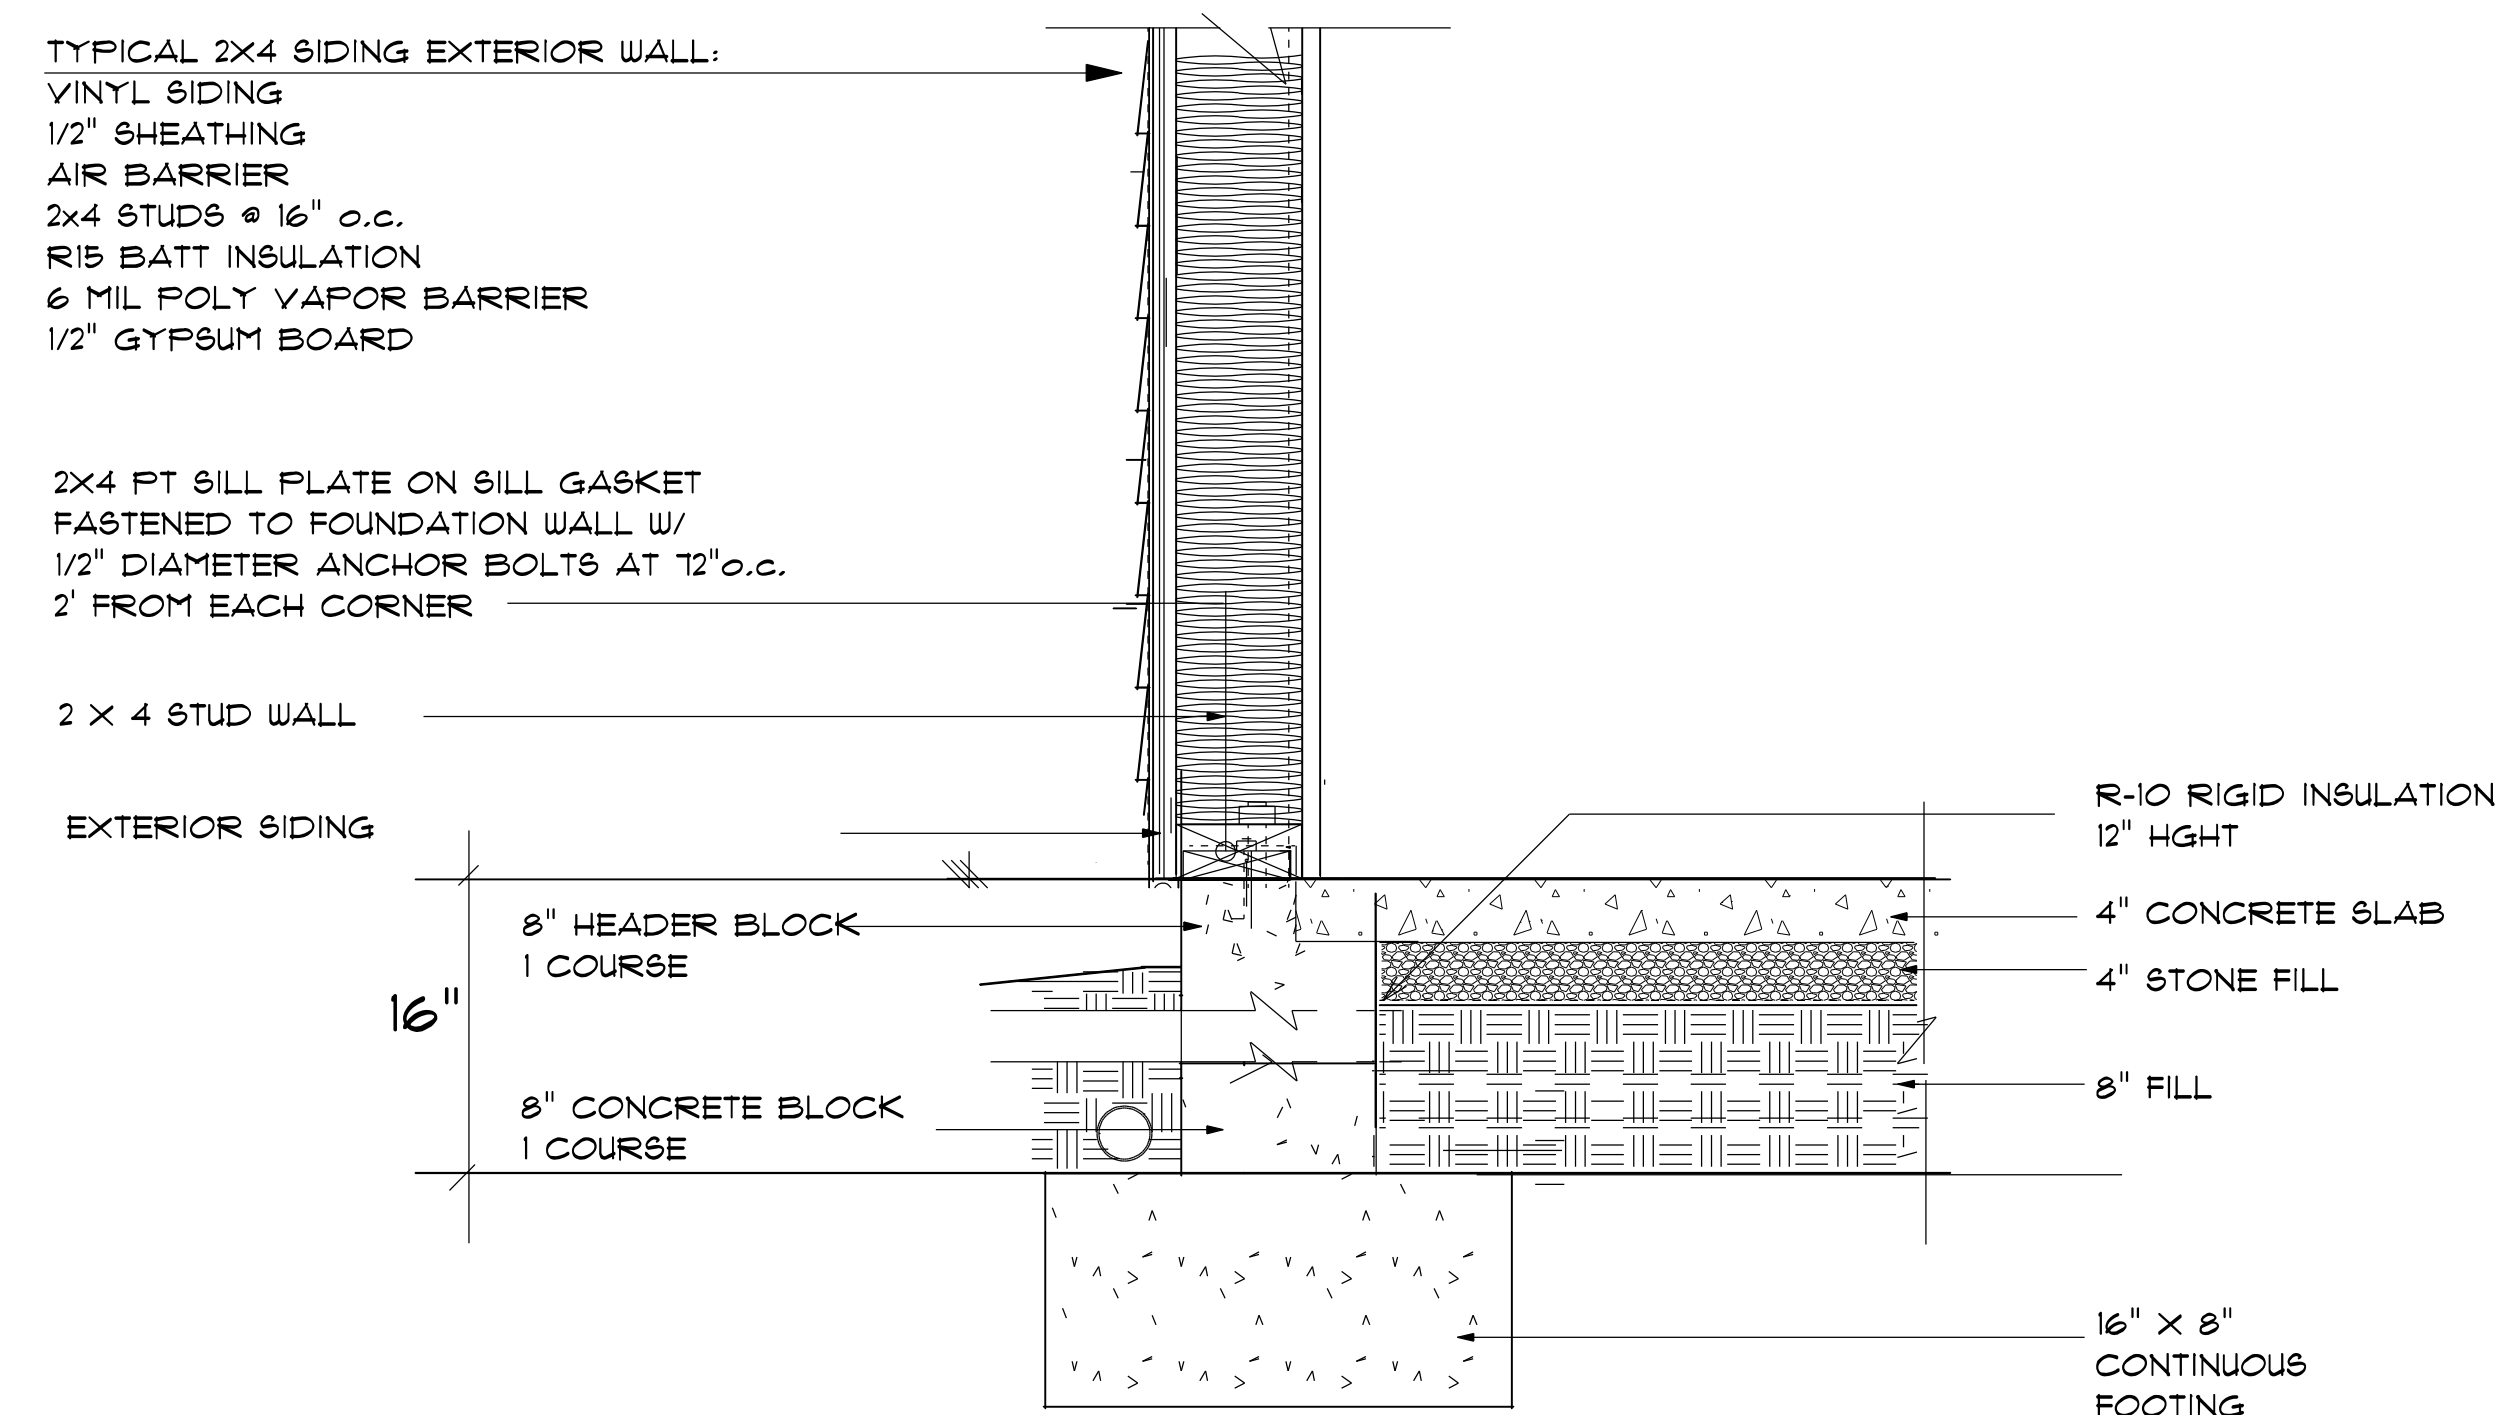 TYPICAL 2X4 SIDING EXTERIOR WALL:
VINYL SIDING
1/2" SHEATHING
AIR BARRIER
2x4 STUDS @ 16" o.c.
R15 BATT INSULATION
6 MIL POLY VAPOR BARRIER
1/2" GYPSUM BOARD
2X4 PT SILL PLATE ON SILL GASKET
FASTENED TO FOUNDATION WALL W/
1/2" DIAMETER ANCHOR BOLTS AT 72"o.c.
2' FROM EACH CORNER
2 X 4 STUD WALL
EXTERIOR SIDING
8" HEADER BLOCK
1 COURSE
16"
8" CONCRETE BLOCK
1 COURSE
R-10 RIGID INSULATION
12" HGHT
4" CONCRETE SLAB
4" STONE FILL
8" FILL
16" X 8"
CONTINUOUS
FOOTING